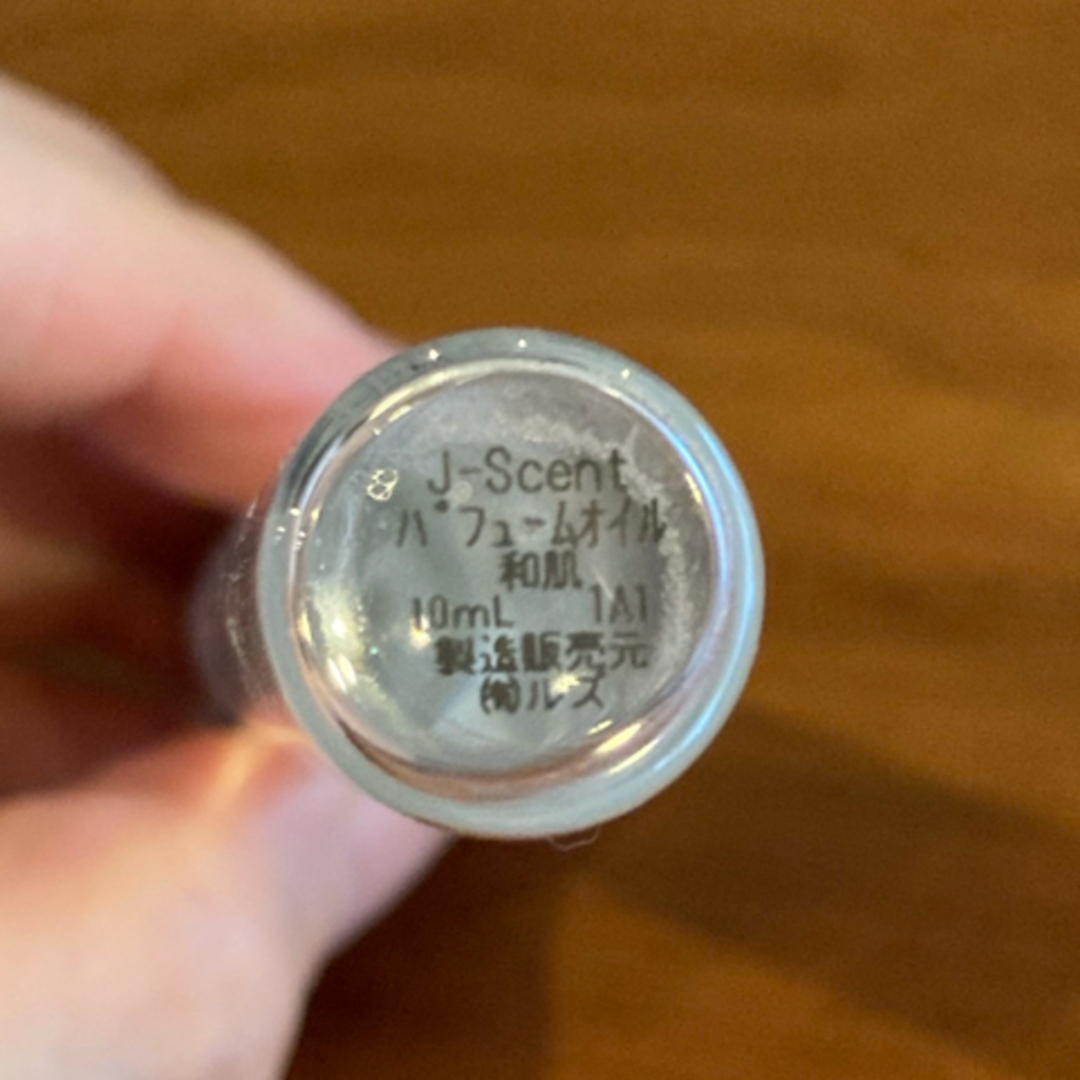 J-Scent
パフュームオイル
和肌
10mL 1A1
製造販売元
㈲ルズ